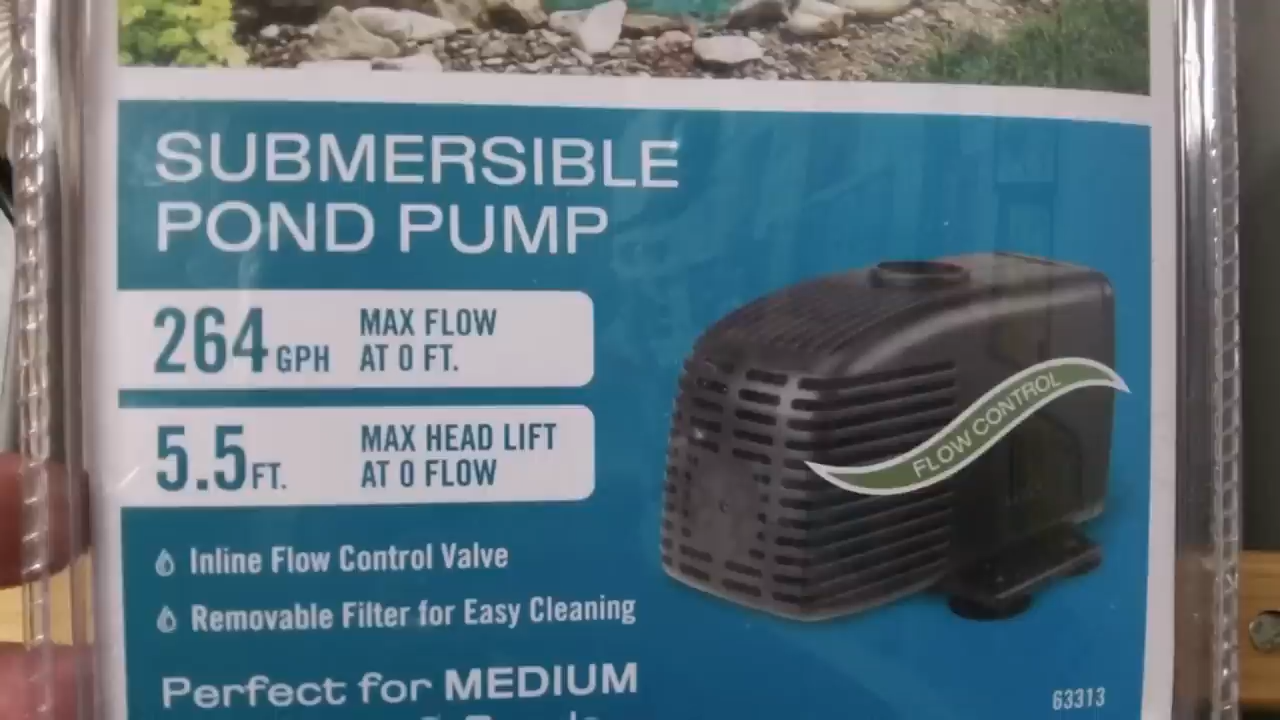 SUBMERSIBLE
POND PUMP
264 GPH
MAX FLOW
AT 0 FT.
5.5 FT.
MAX HEAD LIFT
AT 0 FLOW
FLOW CONTROL
Inline Flow Control Valve
Removable Filter for Easy Cleaning
Perfect for MEDIUM
63313